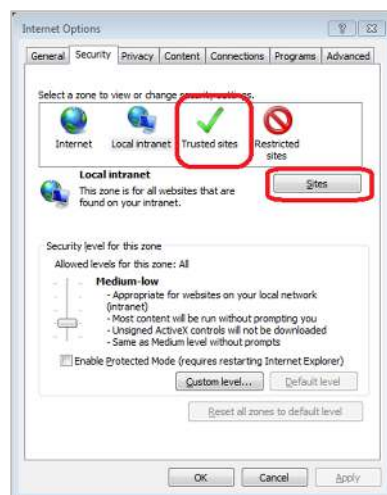 Internet Options
General Security Privacy Content Connections Programs Advanced
Select a zone to view or change security settings.
Internet Local intranet Trusted sites Restricted sites
Local intranet
Sites
This zone is for all websites that are
found on your intranet.
Security level for this zone
Allowed levels for this zone: All
Medium-low
- Appropriate for websites on your local network
(intranet)
- Most content will be run without prompting you
- Unsigned ActiveX controls will not be downloaded
- Same as Medium level without prompts
Enable Protected Mode (requires restarting Internet Explorer)
Custom level... Default level
Reset all zones to default level
OK Cancel Apply